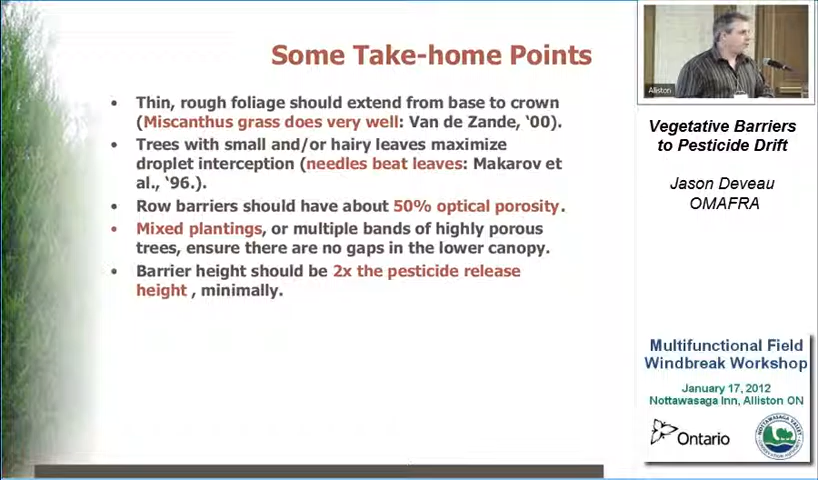 Some Take-home Points
• Thin, rough foliage should extend from base to crown
(Miscanthus grass does very well: Van de Zande, ‘00).
• Trees with small and/or hairy leaves maximize
droplet interception (needles beat leaves: Makarov et
al., ‘96.).
• Row barriers should have about 50% optical porosity.
• Mixed plantings, or multiple bands of highly porous
trees, ensure there are no gaps in the lower canopy.
• Barrier height should be 2x the pesticide release
height , minimally.
Alliston
Vegetative Barriers
to Pesticide Drift
Jason Deveau
OMAFRA
Multifunctional Field
Windbreak Workshop
January 17, 2012
Nottawasaga Inn, Alliston ON
Ontario
NOTTAWASAGA VALLEY
CONSERVATION AUTHORITY